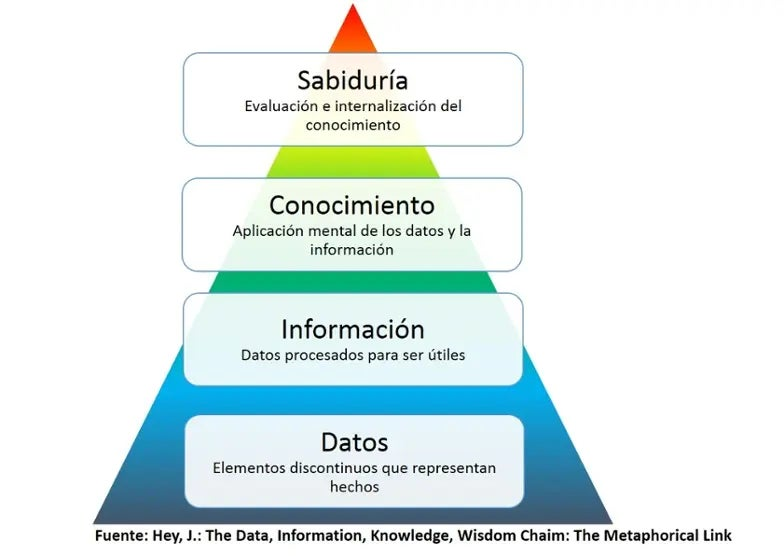 Sabiduría
Evaluación e internalización del
conocimiento
Conocimiento
Aplicación mental de los datos y la
información
Información
Datos procesados para ser útiles
Datos
Elementos discontinuos que representan
hechos
Fuente: Hey, J.: The Data, Information, Knowledge, Wisdom Chaim: The Metaphorical Link